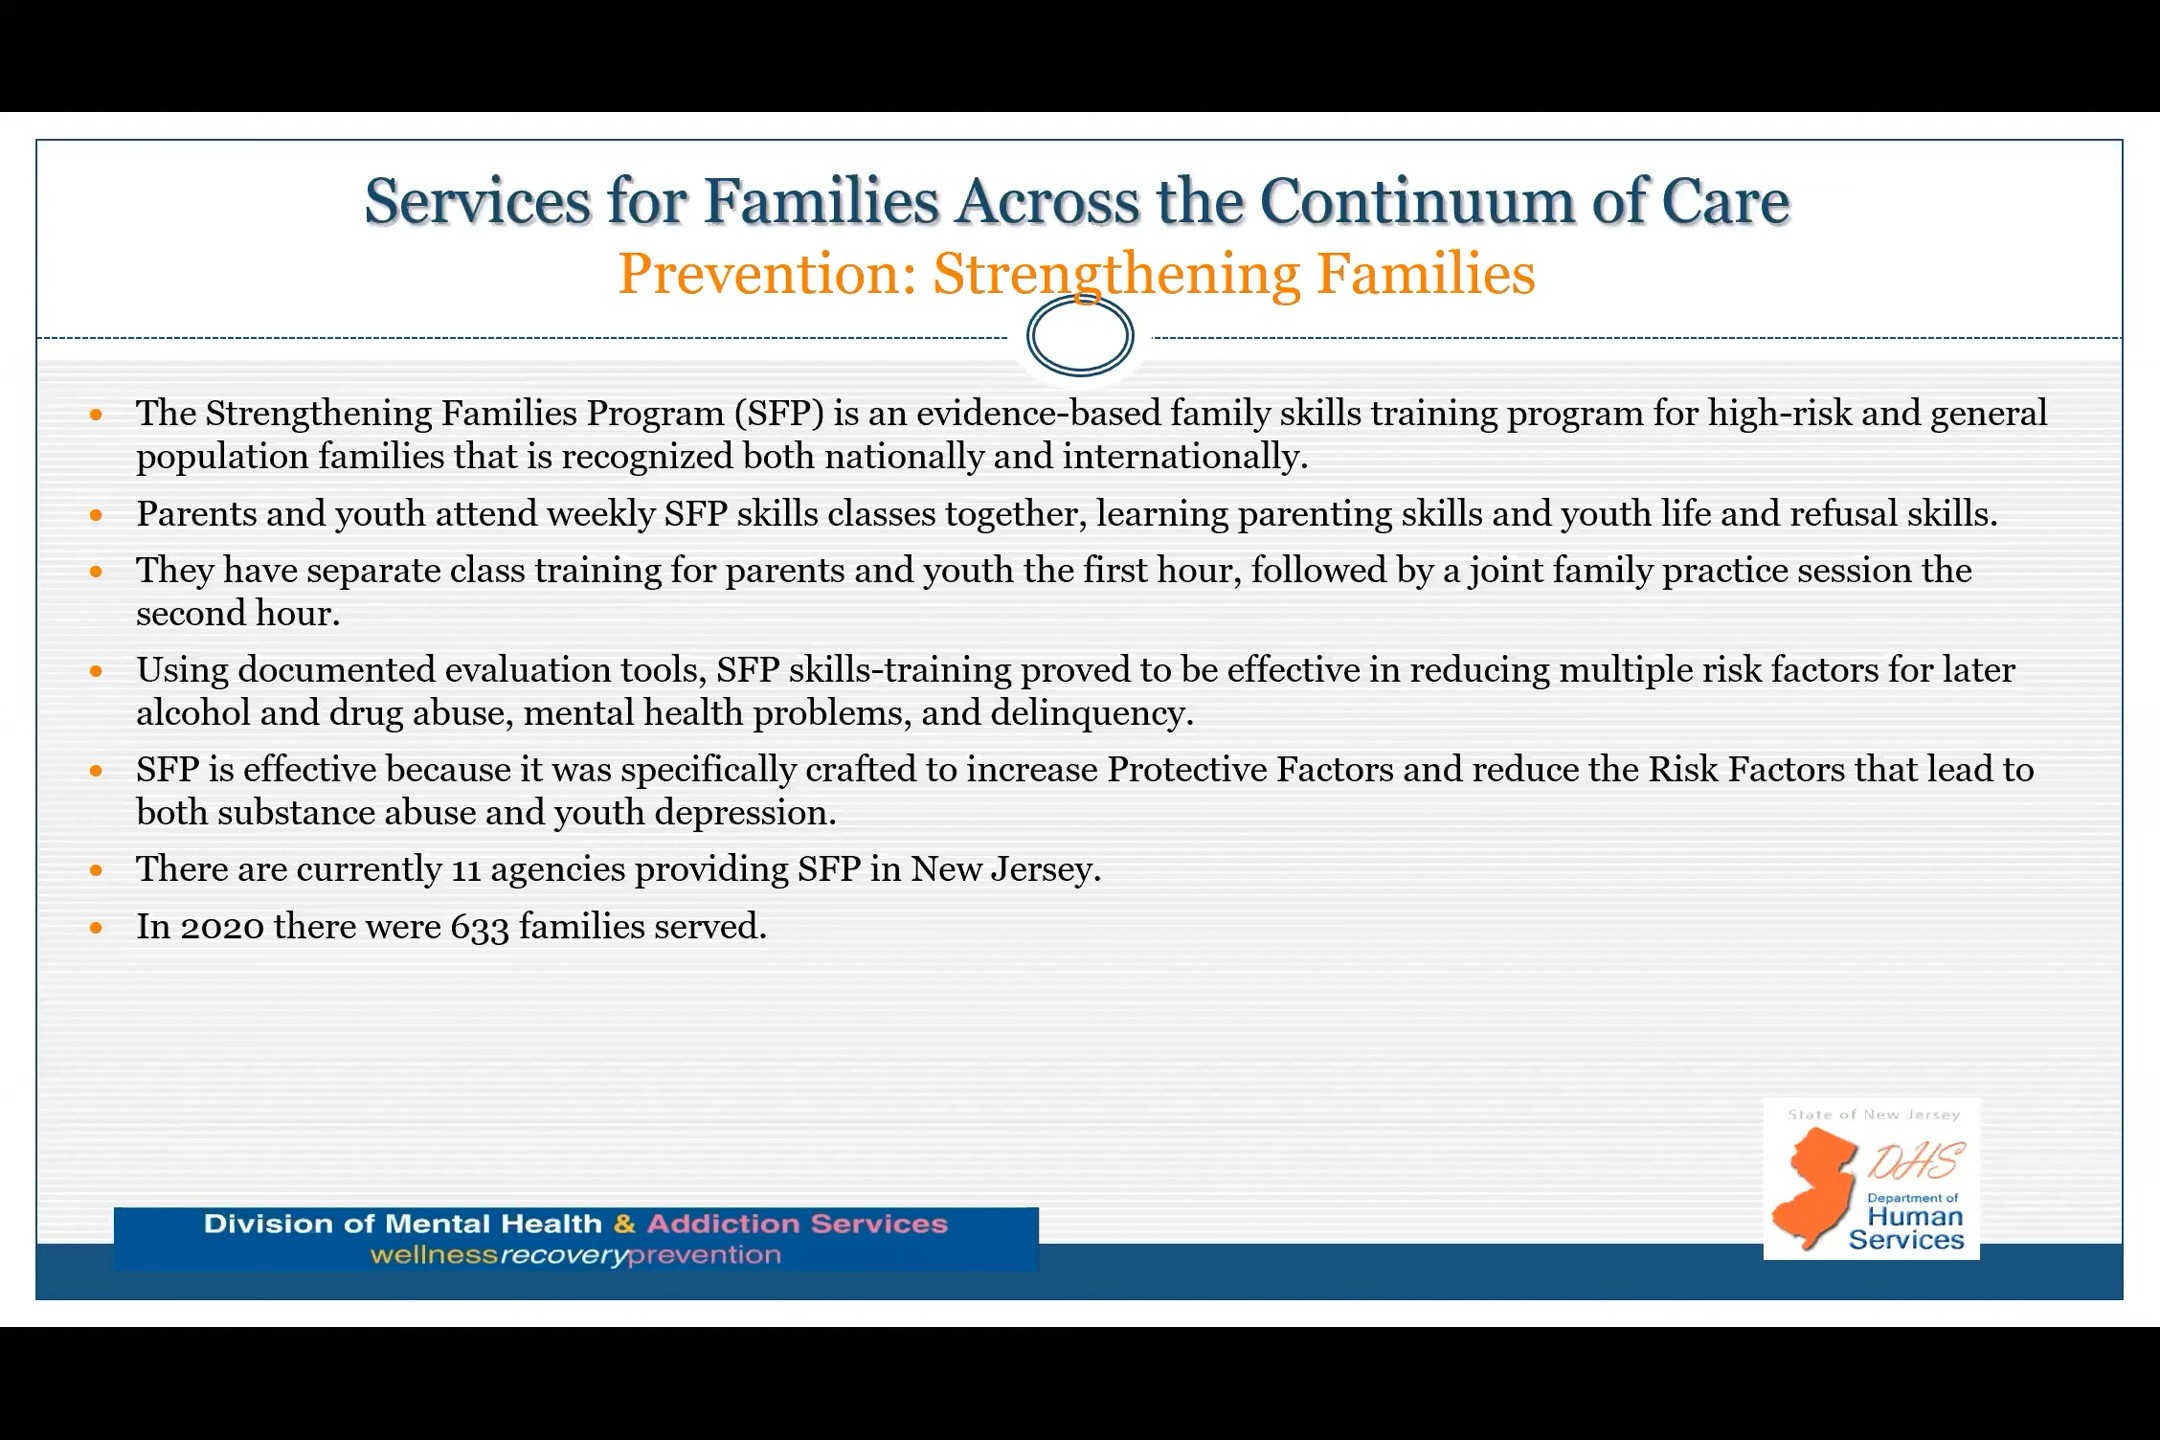 Services for Families Across the Continuum of Care
Prevention: Strengthening Families
• The Strengthening Families Program (SFP) is an evidence-based family skills training program for high-risk and general
population families that is recognized both nationally and internationally.
• Parents and youth attend weekly SFP skills classes together, learning parenting skills and youth life and refusal skills.
• They have separate class training for parents and youth the first hour, followed by a joint family practice session the
second hour.
• Using documented evaluation tools, SFP skills-training proved to be effective in reducing multiple risk factors for later
alcohol and drug abuse, mental health problems, and delinquency.
• SFP is effective because it was specifically crafted to increase Protective Factors and reduce the Risk Factors that lead to
both substance abuse and youth depression.
• There are currently 11 agencies providing SFP in New Jersey.
• In 2020 there were 633 families served.
Division of Mental Health & Addiction Services
wellnessrecoveryprevention
State of New Jersey
DHS
Department of
Human
Services